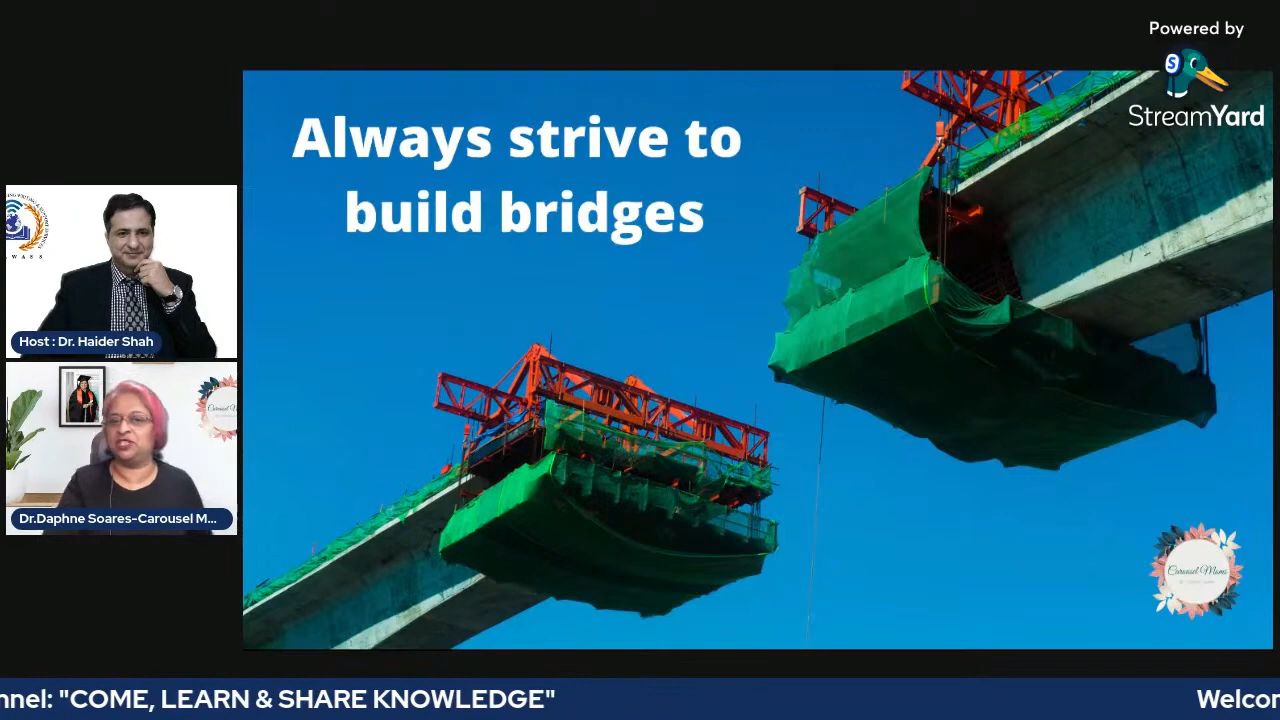 Powered by
StreamYard
Always strive to
build bridges
W A S S
Host : Dr. Haider Shah
Dr.Daphne Soares-Carousel M...
Carousel Moms
nnel: "COME, LEARN & SHARE KNOWLEDGE"
Welcor